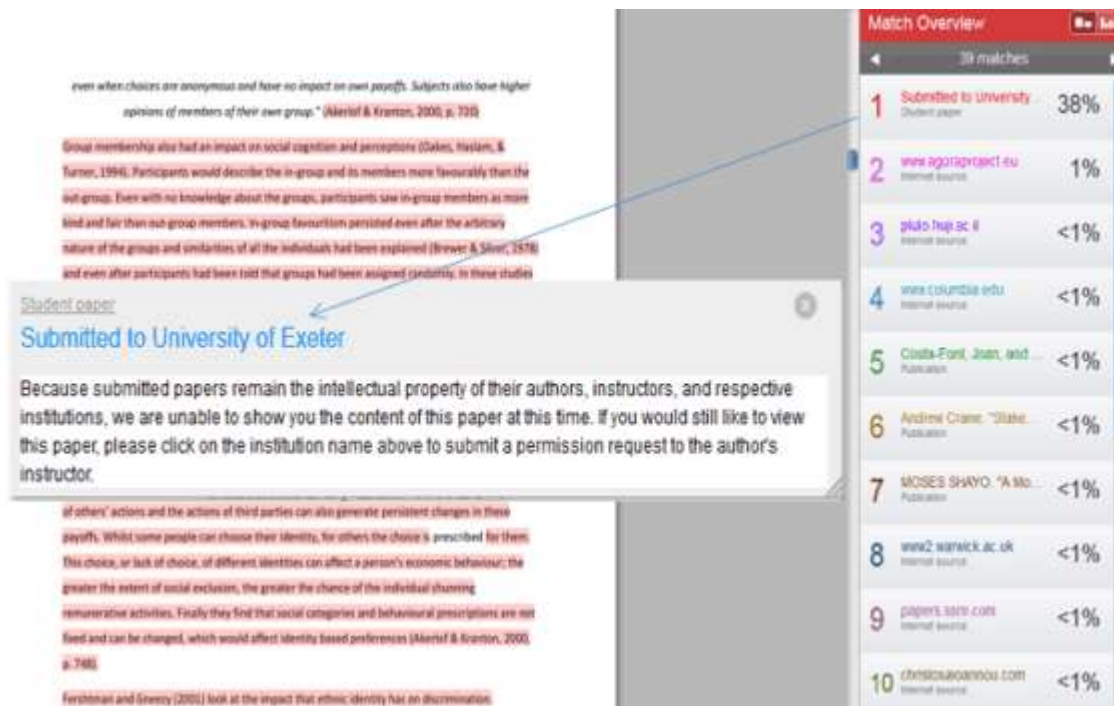 even when choices are anonymous and have no impact on own payoffs. Subjects also have higher
opinions of members of their own group." (Akerlof & Kranton, 2000, p. 720)
Group membership also had an impact on social cognition and perceptions (Oakes, Haslam, &
Turner, 1994). Participants would describe the in-group and its members more favourably than the
out-group. Even with no knowledge about the groups, participants saw in-group members as more
kind and fair than out-group members. In-group favouritism persisted even after the arbitrary
nature of the groups and similarities of all the individuals had been explained (Brewer & Silver, 1978)
and even after participants had been told that groups had been assigned randomly. In these studies
Student paper
Submitted to University of Exeter
Because submitted papers remain the intellectual property of their authors, instructors, and respective
institutions, we are unable to show you the content of this paper at this time. If you would still like to view
this paper, please click on the institution name above to submit a permission request to the author's
instructor.
of others' actions and the actions of third parties can also generate persistent changes in these
payoffs. Whilst some people can choose their identity, for others the choice is prescribed for them.
This choice, or lack of choice, of different identities can affect a person's economic behaviour; the
greater the extent of social exclusion, the greater the chance of the individual shunning
remunerative activities. Finally they find that social categories and behavioural prescriptions are not
fixed and can be changed, which would affect identity based preferences (Akerlof & Kranton, 2000,
p. 748).
Fershtman and Gneezy (2001) look at the impact that ethnic identity has on discrimination
Match Overview
39 matches
1 Submitted to University... 38%
Student paper
2 www.agoraproject.eu 1%
Internet source
3 pluto.huji.ac.il <1%
Internet source
4 www.columbia.edu <1%
Internet source
5 Costa-Font, Joan, and ... <1%
Publication
6 Andrew Crane. "Stake... <1%
Publication
7 MOSES SHAYO. "A Mo... <1%
Publication
8 www2.warwick.ac.uk <1%
Internet source
9 papers.ssrn.com <1%
Internet source
10 christosaioannou.com <1%
Internet source